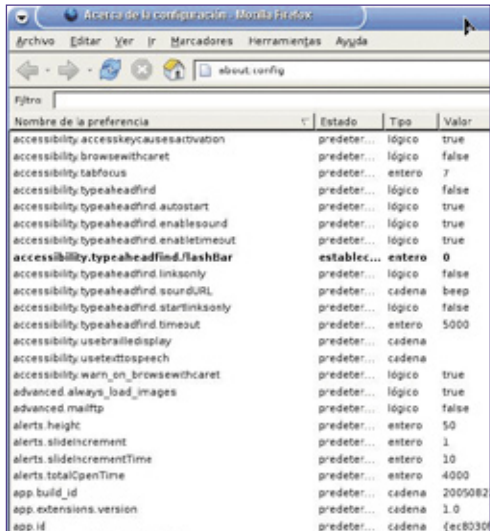 Acerca de la configuración - Mozilla Firefox
Archivo Editar Ver Ir Marcadores Herramientas Ayuda
about:config
Filtro
Nombre de la preferencia Estado Tipo Valor
accessibility.accesskeycausesactivation predeter... lógico true
accessibility.browsewithcaret predeter... lógico false
accessibility.tabfocus predeter... entero 7
accessibility.typeaheadfind predeter... lógico false
accessibility.typeaheadfind.autostart predeter... lógico true
accessibility.typeaheadfind.enablesound predeter... lógico true
accessibility.typeaheadfind.enabletimeout predeter... lógico true
accessibility.typeaheadfind.flashBar establec... entero 0
accessibility.typeaheadfind.linksonly predeter... lógico false
accessibility.typeaheadfind.soundURL predeter... cadena beep
accessibility.typeaheadfind.startlinksonly predeter... lógico false
accessibility.typeaheadfind.timeout predeter... entero 5000
accessibility.usebrailledisplay predeter... cadena
accessibility.usetexttospeech predeter... cadena
accessibility.warn_on_browsewithcaret predeter... lógico true
advanced.always_load_images predeter... lógico true
advanced.mailftp predeter... lógico false
alerts.height predeter... entero 50
alerts.slideIncrement predeter... entero 1
alerts.slideIncrementTime predeter... entero 10
alerts.totalOpenTime predeter... entero 4000
app.build_id predeter... cadena 2005082
app.extensions.version predeter... cadena 1.0
app.id predeter... cadena {ec8030f